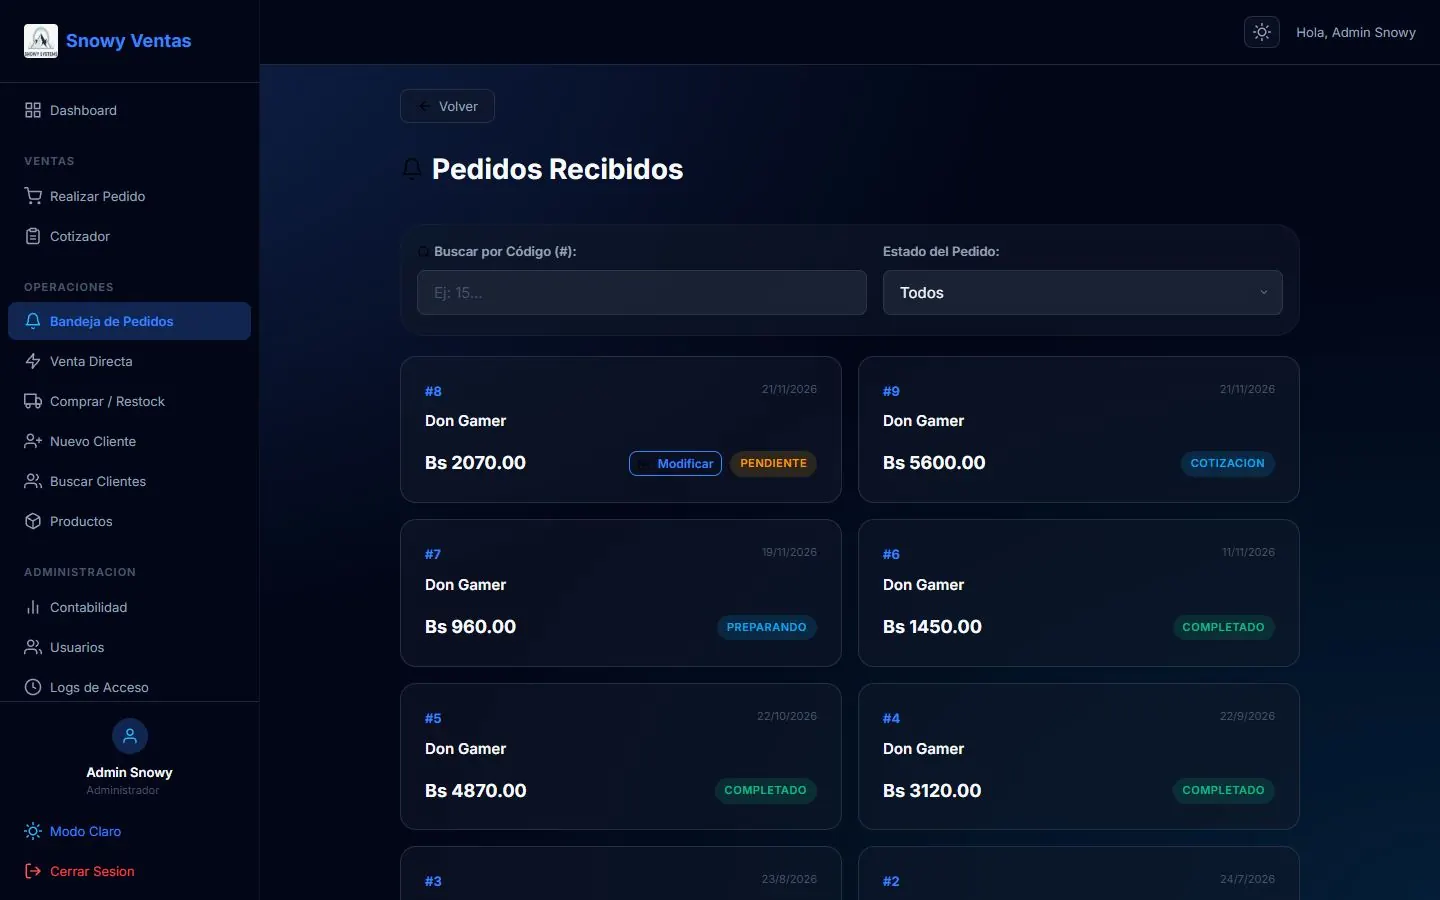 SNOWY SYSTEMS
Snowy Ventas
Hola, Admin Snowy
Dashboard
VENTAS
Realizar Pedido
Cotizador
OPERACIONES
Bandeja de Pedidos
Venta Directa
Comprar / Restock
Nuevo Cliente
Buscar Clientes
Productos
ADMINISTRACION
Contabilidad
Usuarios
Logs de Acceso
Admin Snowy
Administrador
Modo Claro
Cerrar Sesion
Volver
Pedidos Recibidos
Buscar por Código (#):
Ej: 15...
Estado del Pedido:
Todos
#8
21/11/2026
Don Gamer
Bs 2070.00
Modificar
PENDIENTE
#9
21/11/2026
Don Gamer
Bs 5600.00
COTIZACION
#7
19/11/2026
Don Gamer
Bs 960.00
PREPARANDO
#6
11/11/2026
Don Gamer
Bs 1450.00
COMPLETADO
#5
22/10/2026
Don Gamer
Bs 4870.00
COMPLETADO
#4
22/9/2026
Don Gamer
Bs 3120.00
COMPLETADO
#3
23/8/2026
#2
24/7/2026